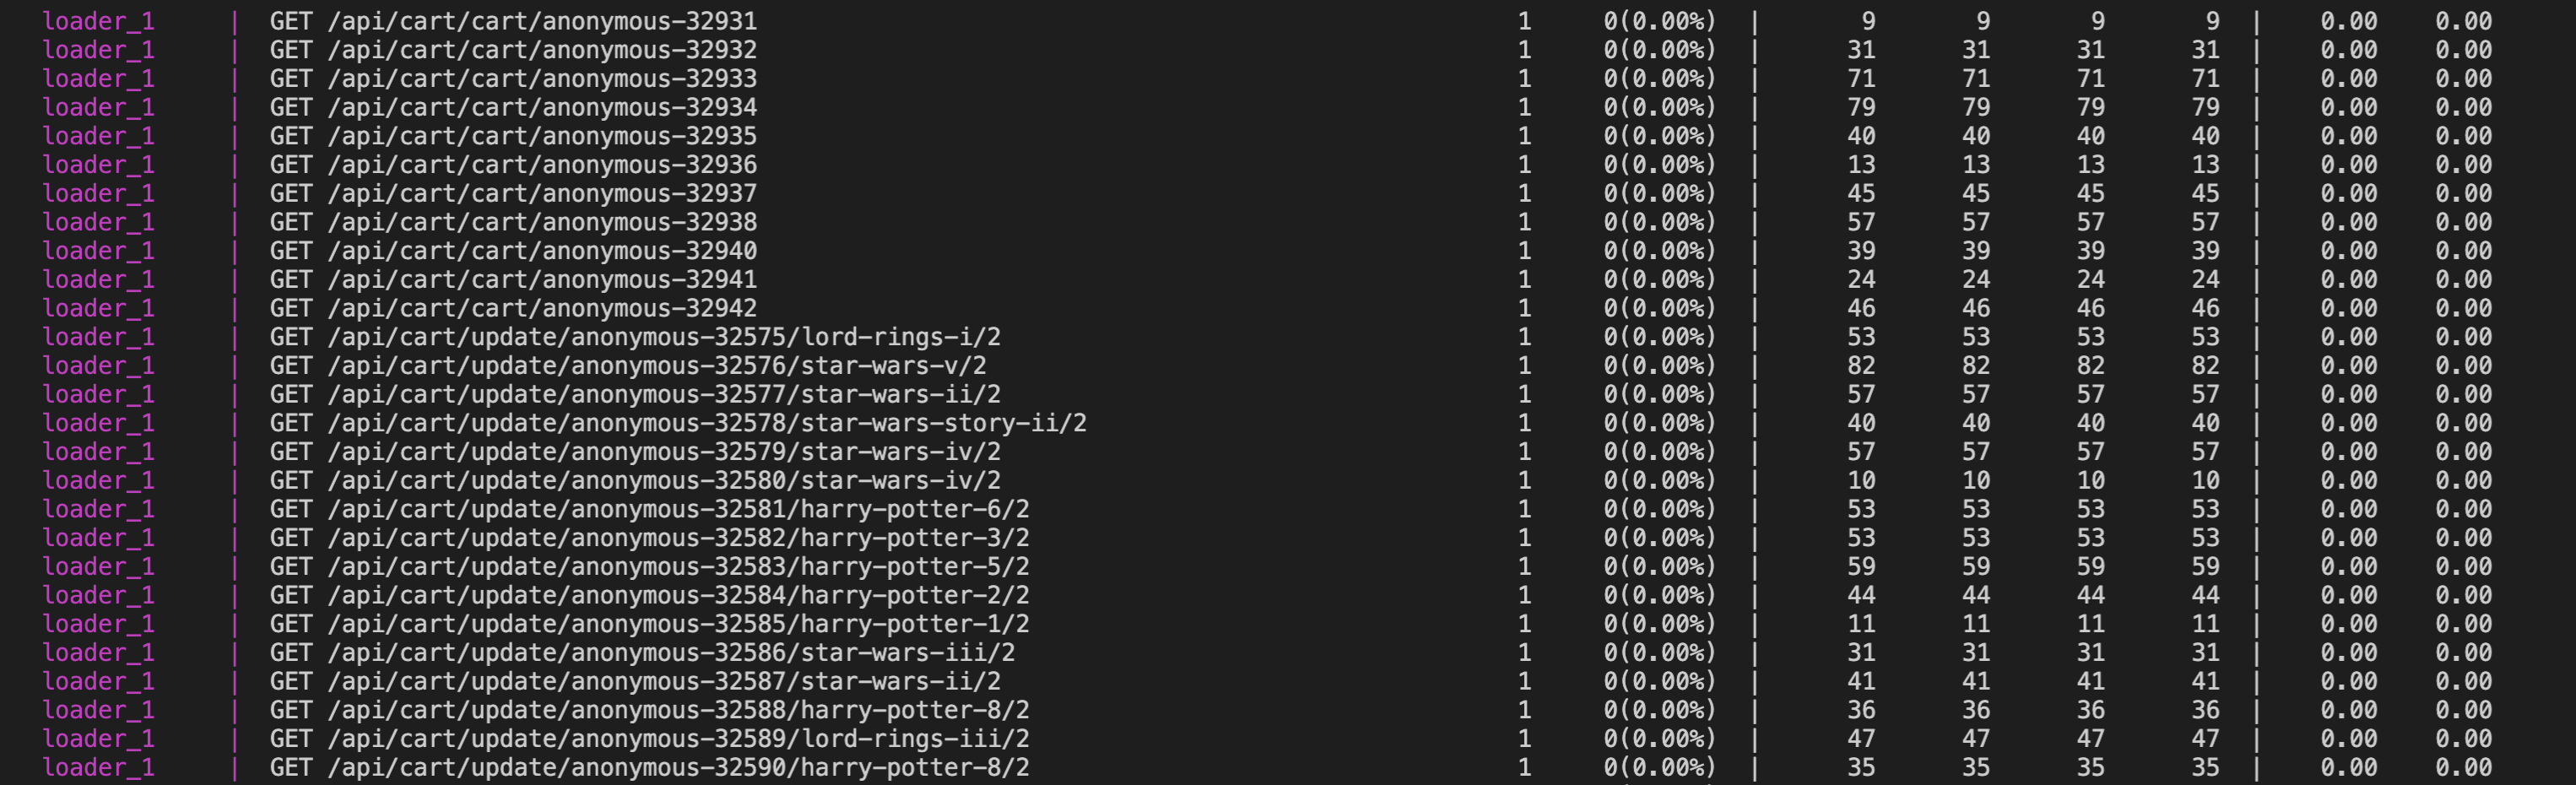 loader_1 | GET /api/cart/cart/anonymous-32931 1 0(0.00%) | 9 9 9 9 | 0.00 0.00
loader_1 | GET /api/cart/cart/anonymous-32932 1 0(0.00%) | 31 31 31 31 | 0.00 0.00
loader_1 | GET /api/cart/cart/anonymous-32933 1 0(0.00%) | 71 71 71 71 | 0.00 0.00
loader_1 | GET /api/cart/cart/anonymous-32934 1 0(0.00%) | 79 79 79 79 | 0.00 0.00
loader_1 | GET /api/cart/cart/anonymous-32935 1 0(0.00%) | 40 40 40 40 | 0.00 0.00
loader_1 | GET /api/cart/cart/anonymous-32936 1 0(0.00%) | 13 13 13 13 | 0.00 0.00
loader_1 | GET /api/cart/cart/anonymous-32937 1 0(0.00%) | 45 45 45 45 | 0.00 0.00
loader_1 | GET /api/cart/cart/anonymous-32938 1 0(0.00%) | 57 57 57 57 | 0.00 0.00
loader_1 | GET /api/cart/cart/anonymous-32940 1 0(0.00%) | 39 39 39 39 | 0.00 0.00
loader_1 | GET /api/cart/cart/anonymous-32941 1 0(0.00%) | 24 24 24 24 | 0.00 0.00
loader_1 | GET /api/cart/cart/anonymous-32942 1 0(0.00%) | 46 46 46 46 | 0.00 0.00
loader_1 | GET /api/cart/update/anonymous-32575/lord-rings-i/2 1 0(0.00%) | 53 53 53 53 | 0.00 0.00
loader_1 | GET /api/cart/update/anonymous-32576/star-wars-v/2 1 0(0.00%) | 82 82 82 82 | 0.00 0.00
loader_1 | GET /api/cart/update/anonymous-32577/star-wars-ii/2 1 0(0.00%) | 57 57 57 57 | 0.00 0.00
loader_1 | GET /api/cart/update/anonymous-32578/star-wars-story-ii/2 1 0(0.00%) | 40 40 40 40 | 0.00 0.00
loader_1 | GET /api/cart/update/anonymous-32579/star-wars-iv/2 1 0(0.00%) | 57 57 57 57 | 0.00 0.00
loader_1 | GET /api/cart/update/anonymous-32580/star-wars-iv/2 1 0(0.00%) | 10 10 10 10 | 0.00 0.00
loader_1 | GET /api/cart/update/anonymous-32581/harry-potter-6/2 1 0(0.00%) | 53 53 53 53 | 0.00 0.00
loader_1 | GET /api/cart/update/anonymous-32582/harry-potter-3/2 1 0(0.00%) | 53 53 53 53 | 0.00 0.00
loader_1 | GET /api/cart/update/anonymous-32583/harry-potter-5/2 1 0(0.00%) | 59 59 59 59 | 0.00 0.00
loader_1 | GET /api/cart/update/anonymous-32584/harry-potter-2/2 1 0(0.00%) | 44 44 44 44 | 0.00 0.00
loader_1 | GET /api/cart/update/anonymous-32585/harry-potter-1/2 1 0(0.00%) | 11 11 11 11 | 0.00 0.00
loader_1 | GET /api/cart/update/anonymous-32586/star-wars-iii/2 1 0(0.00%) | 31 31 31 31 | 0.00 0.00
loader_1 | GET /api/cart/update/anonymous-32587/star-wars-ii/2 1 0(0.00%) | 41 41 41 41 | 0.00 0.00
loader_1 | GET /api/cart/update/anonymous-32588/harry-potter-8/2 1 0(0.00%) | 36 36 36 36 | 0.00 0.00
loader_1 | GET /api/cart/update/anonymous-32589/lord-rings-iii/2 1 0(0.00%) | 47 47 47 47 | 0.00 0.00
loader_1 | GET /api/cart/update/anonymous-32590/harry-potter-8/2 1 0(0.00%) | 35 35 35 35 | 0.00 0.00